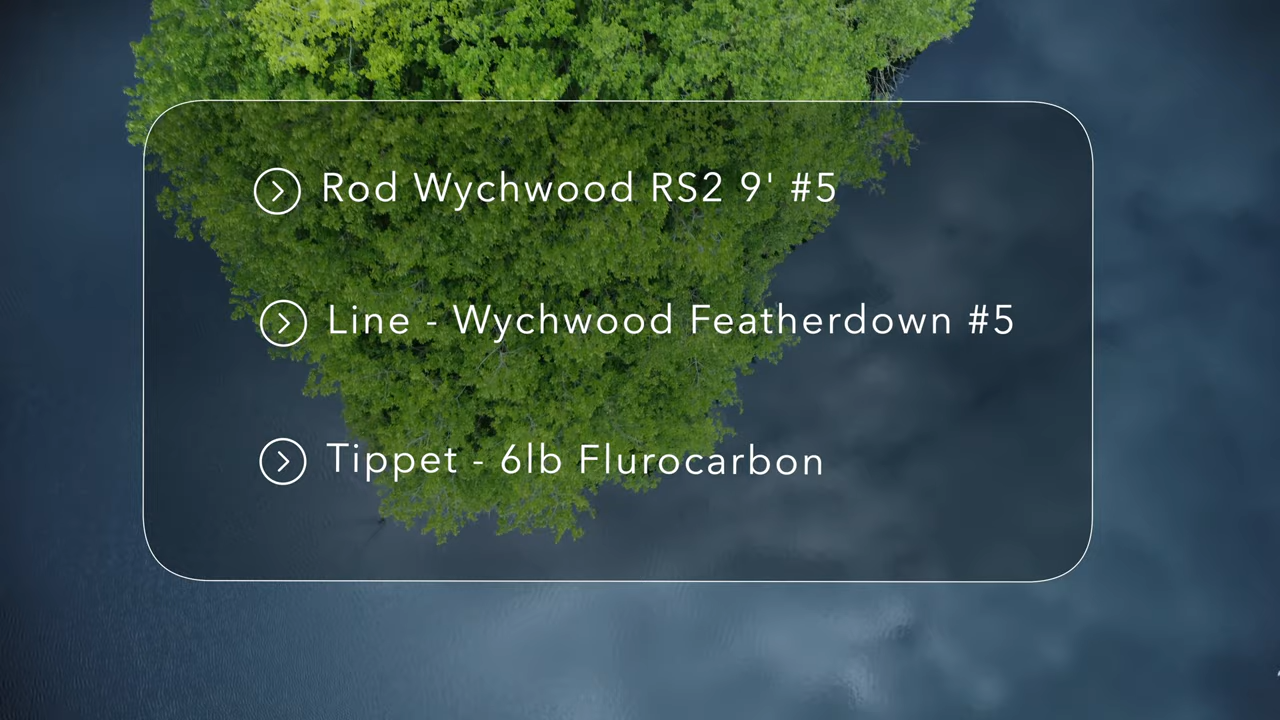 Rod Wychwood RS2 9' #5
Line - Wychwood Featherdown #5
Tippet - 6lb Flurocarbon